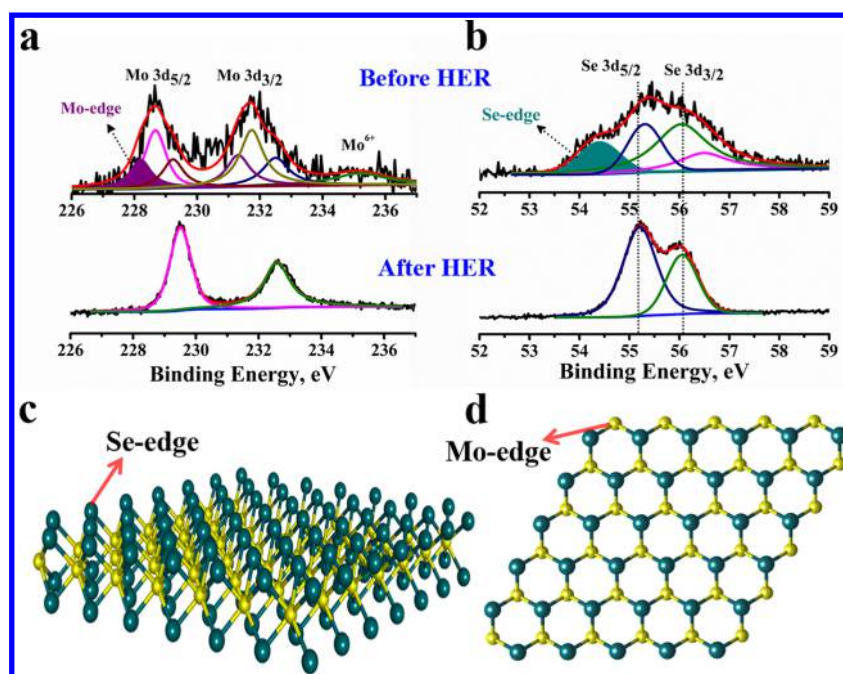 a
b
Mo 3d5/2
Mo 3d3/2
Before HER
Se 3d5/2
Se 3d3/2
Mo-edge
Se-edge
Mo6+
226 228 230 232 234 236
52 53 54 55 56 57 58 59
After HER
226 228 230 232 234 236
52 53 54 55 56 57 58 59
Binding Energy, eV
Binding Energy, eV
c
d
Se-edge
Mo-edge